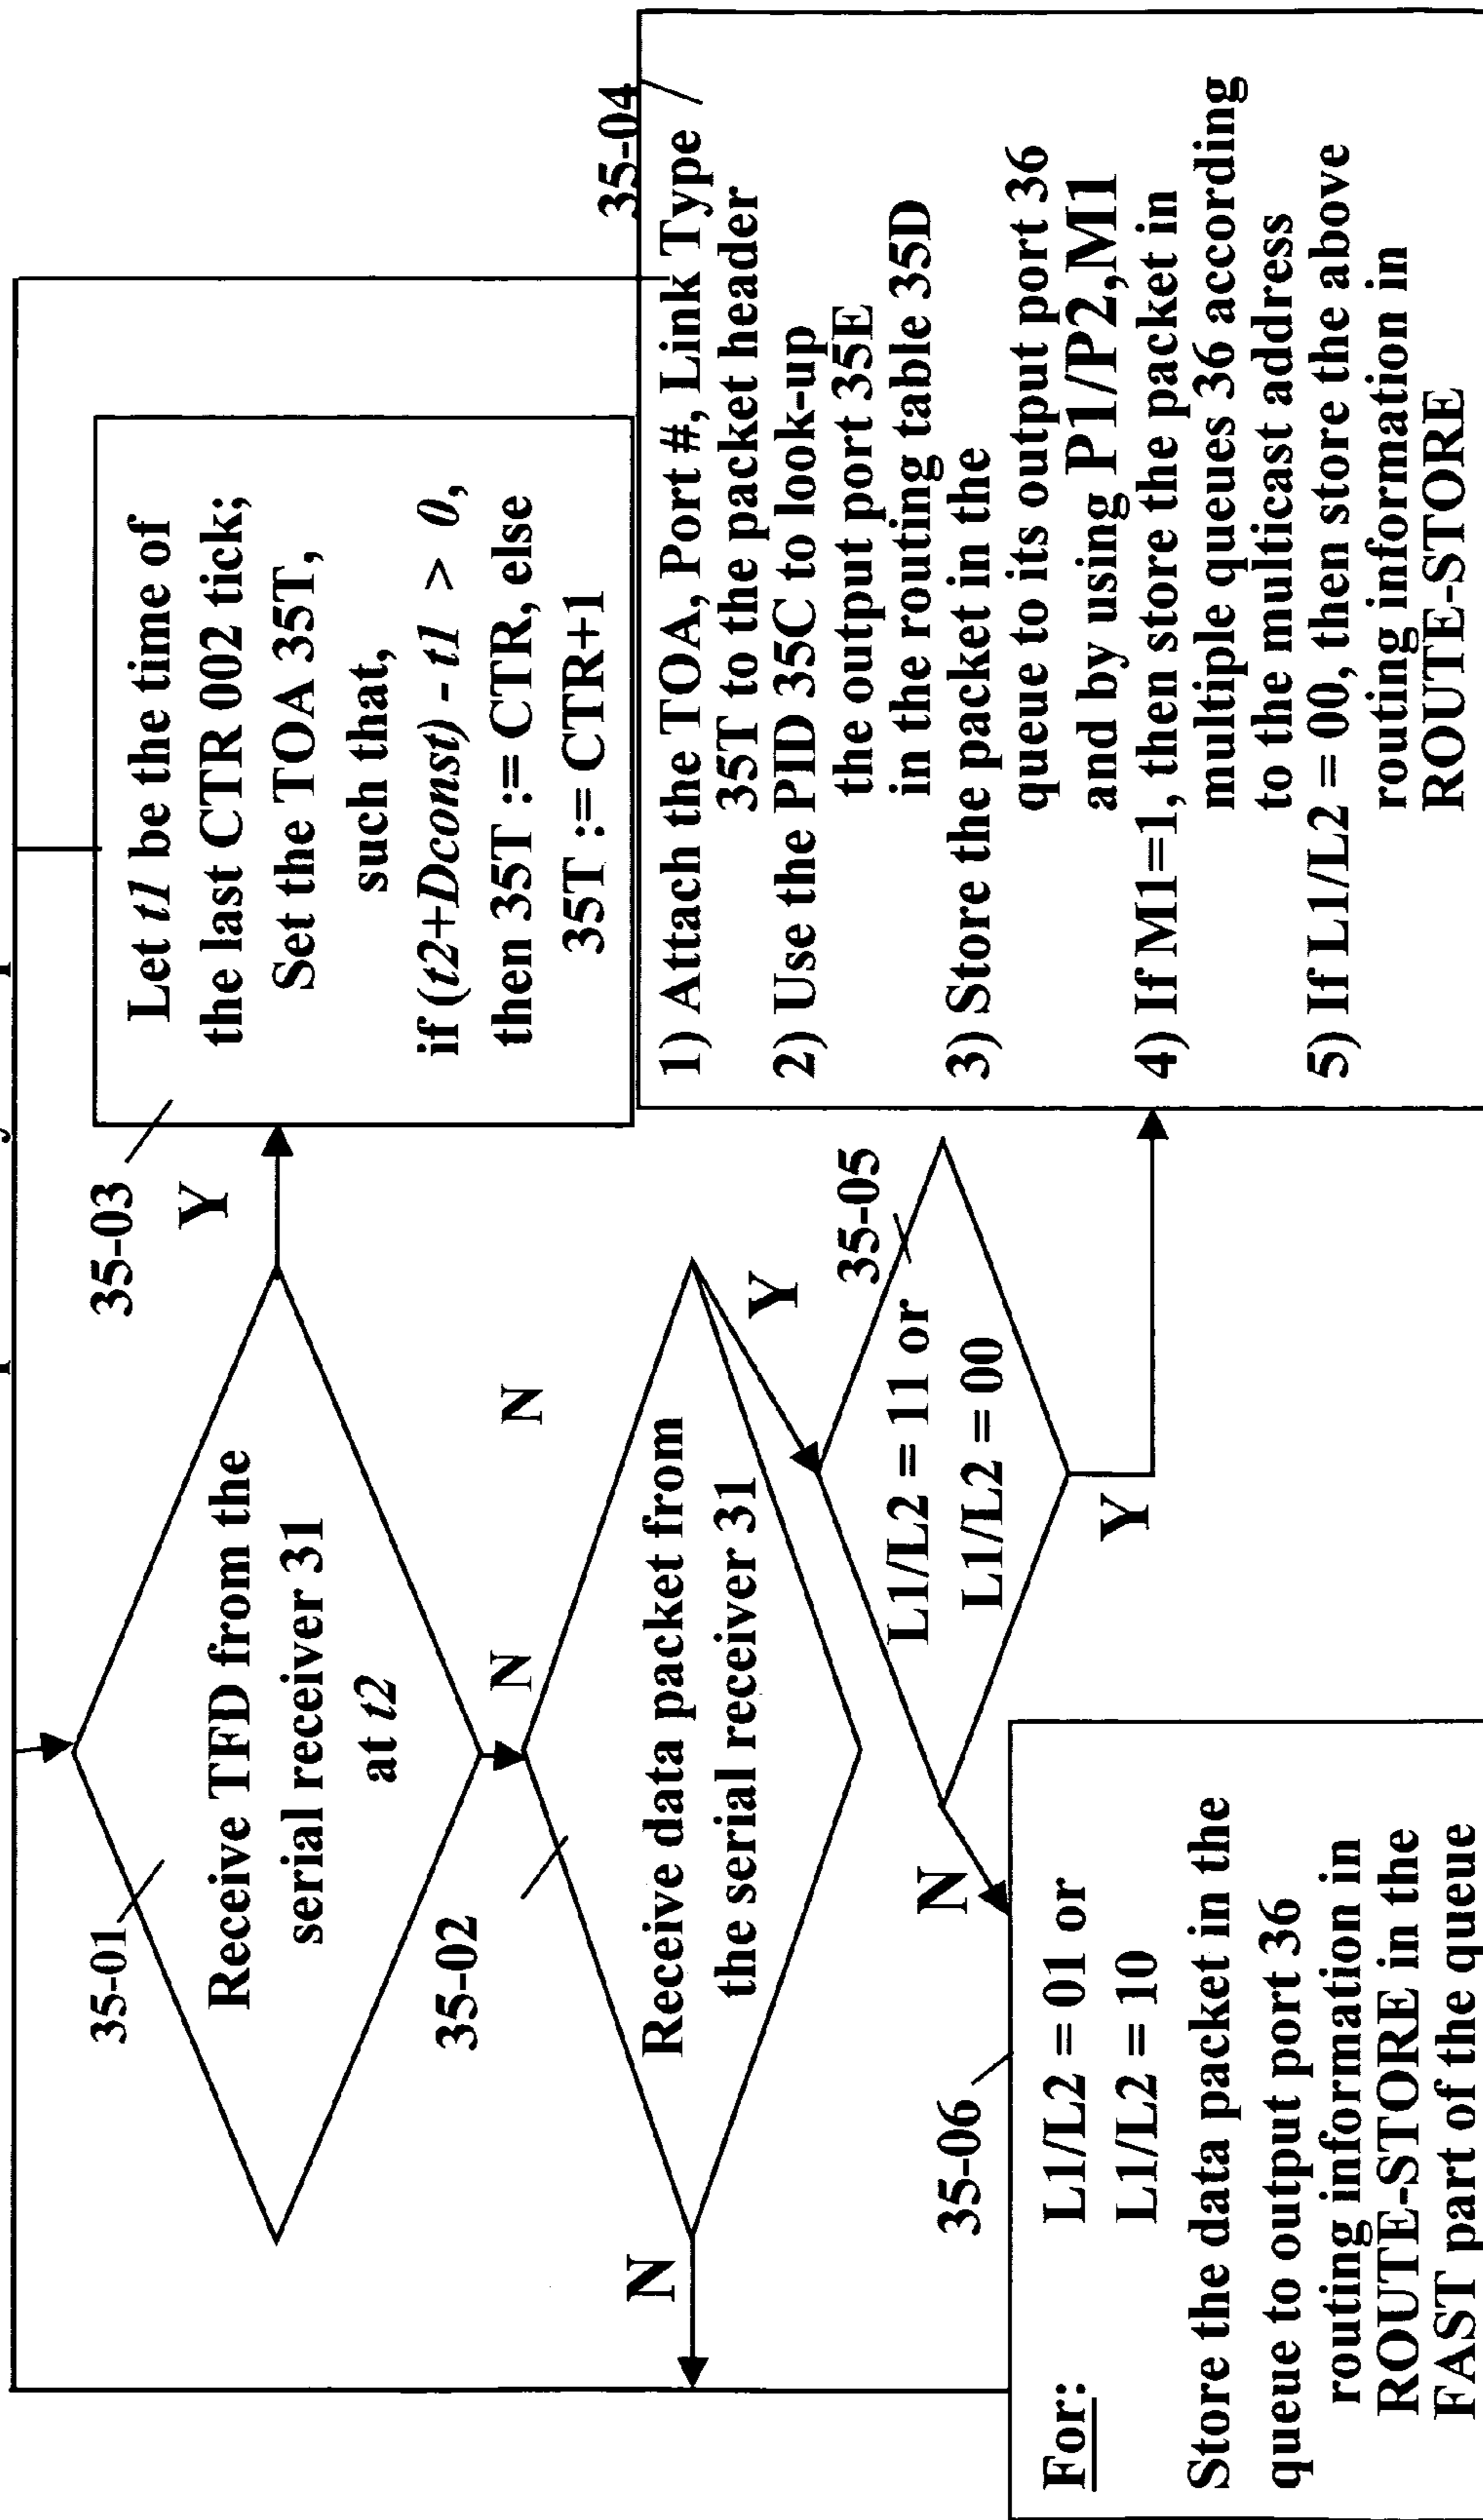 35-01
Receive TFD from the
serial receiver 31
at t2
35-03
Y
Let t1 be the time of
the last CTR 002 tick;
Set the TOA 35T,
such that,
if (t2+Dconst) - t1 > 0,
then 35T := CTR, else
35T := CTR+1
N
N
35-02
Receive data packet from
the serial receiver 31
N
Y
35-05
L1/L2 = 11 or
L1/L2 = 00
Y
N
35-04
1) Attach the TOA, Port #, Link Type
35T to the packet header
2) Use the PID 35C to look-up
the output port 35E
in the routing table 35D
3) Store the packet in the
queue to its output port 36
and by using P1/P2,M1
4) If M1=1, then store the packet in
multiple queues 36 according
to the multicast address
5) If L1/L2 = 00, then store the above
routing information in
ROUTE-STORE
35-06
For:
L1/L2 = 01 or
L1/L2 = 10
Store the data packet in the
queue to output port 36
routing information in
ROUTE-STORE in the
FAST part of the queue